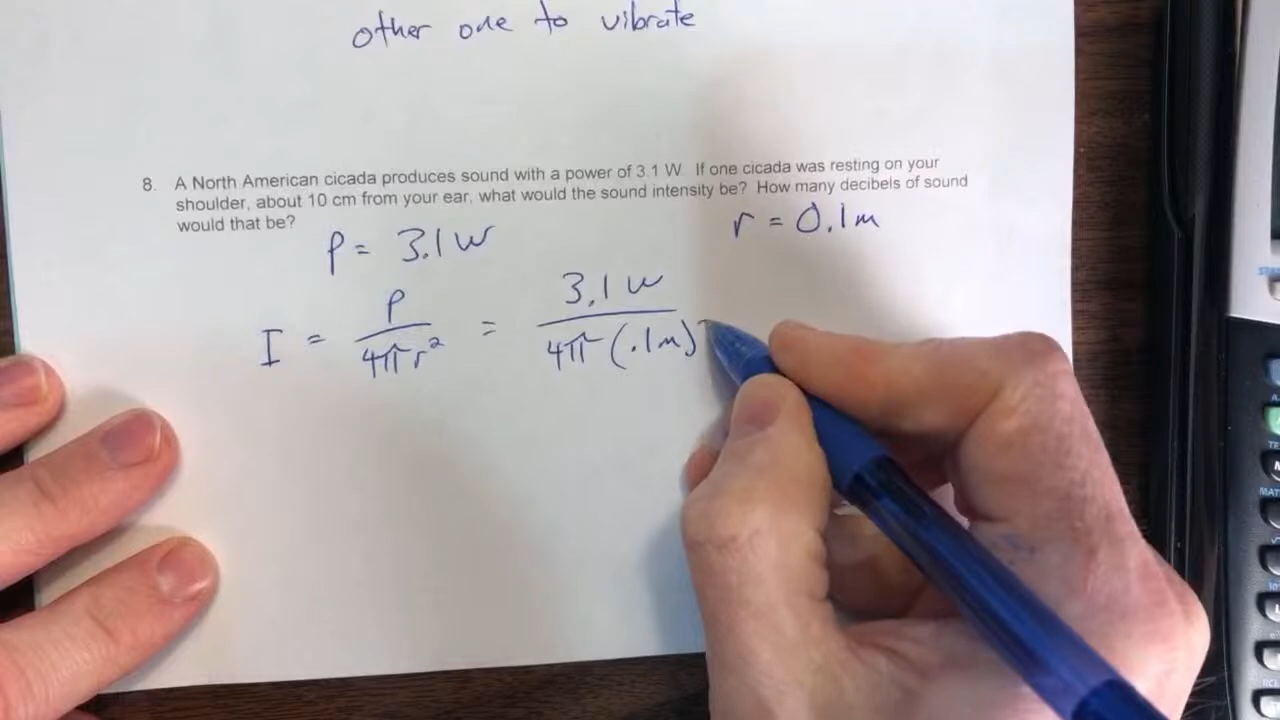 other one to vibrate
8. A North American cicada produces sound with a power of 3.1 W. If one cicada was resting on your
shoulder, about 10 cm from your ear, what would the sound intensity be? How many decibels of sound
would that be?
P = 3.1 W
r = 0.1m
I = P / 4πr² = 3.1 W / 4π (.1m)
MAT